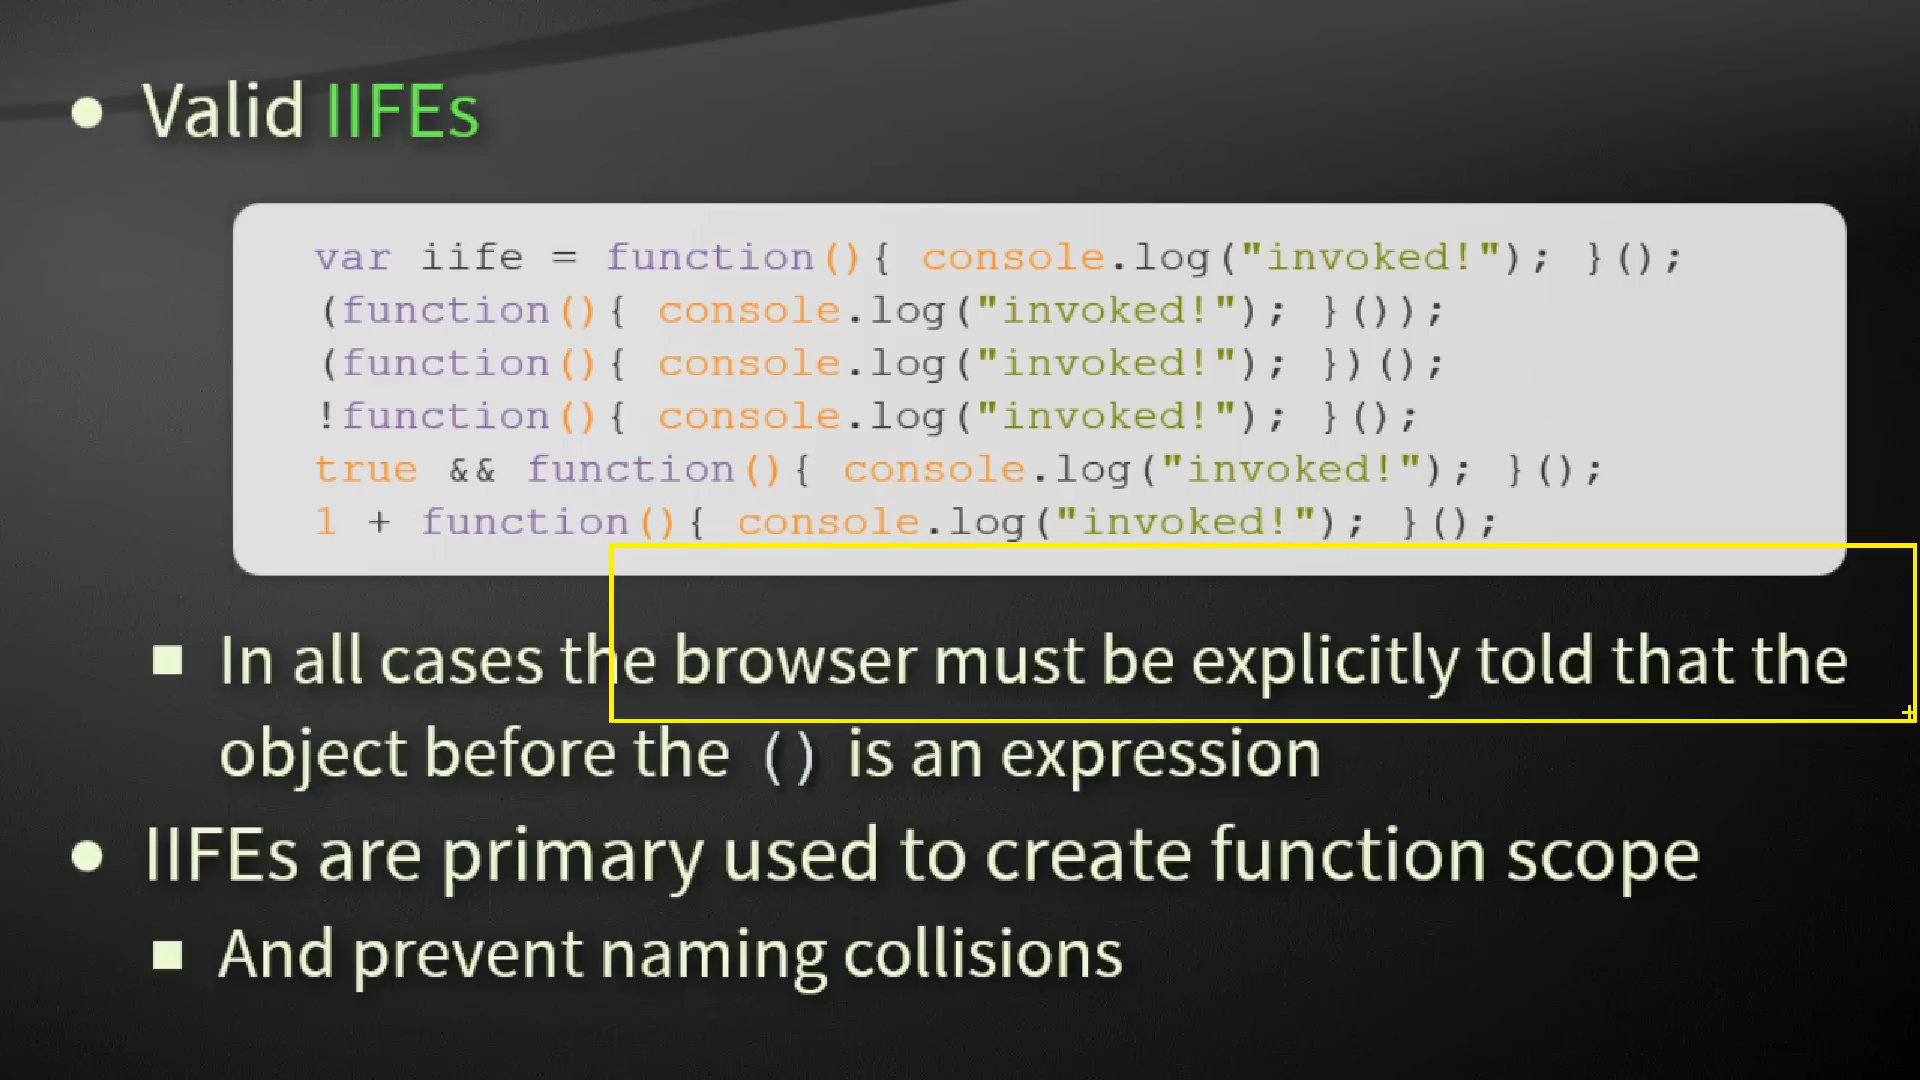 Valid IIFEs
var iife = function(){ console.log("invoked!"); }();
(function(){ console.log("invoked!"); }());
(function(){ console.log("invoked!"); })();
!function(){ console.log("invoked!"); }();
true && function(){ console.log("invoked!"); }();
1 + function(){ console.log("invoked!"); }();
In all cases the browser must be explicitly told that the
object before the () is an expression
IIFEs are primary used to create function scope
And prevent naming collisions